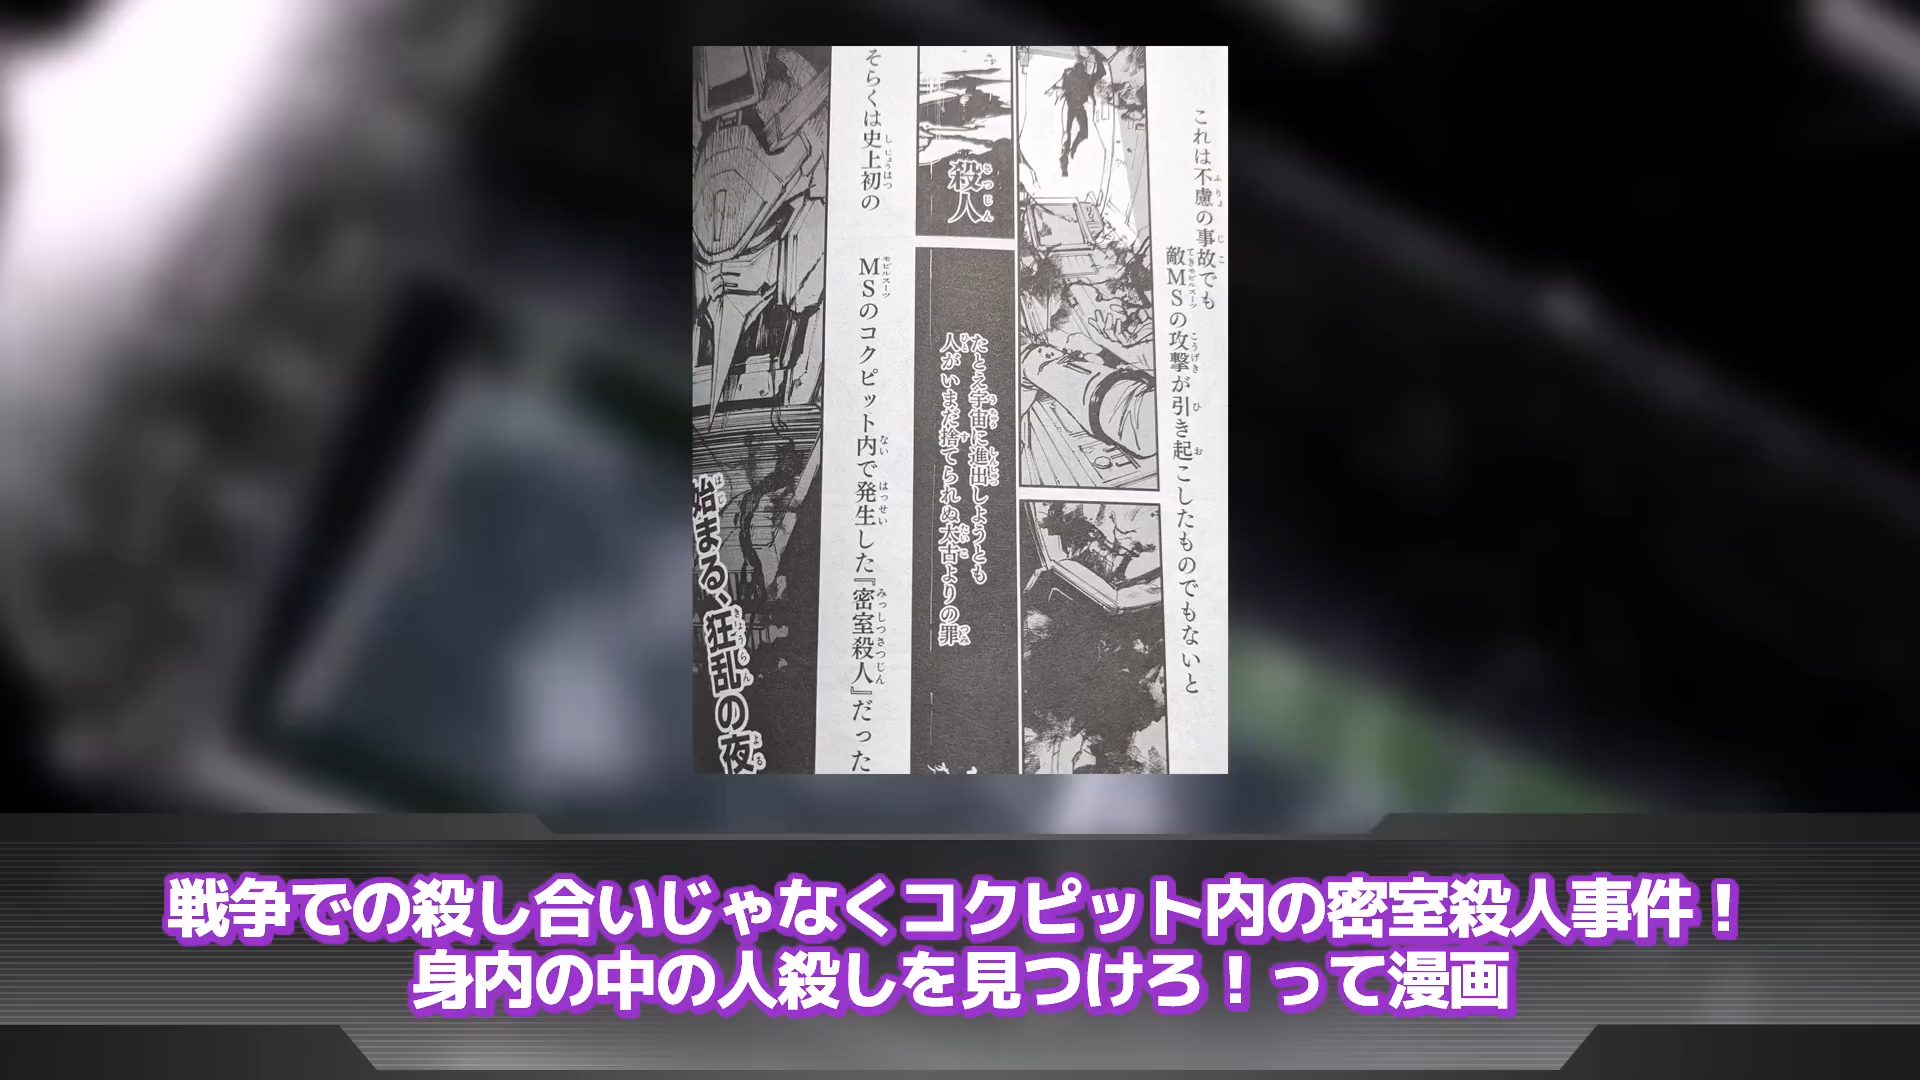 これは不慮の事故でも
敵MSの攻撃が引き起こしたものでもないと
殺人
たとえ宇宙に進出しようとも
人がいまだ捨てられぬ太古よりの罪
そらくは史上初の
MSのコクピット内で発生した『密室殺人』だった
始まる、狂乱の夜
戦争での殺し合いじゃなくコクピット内の密室殺人事件！
身内の中の人殺しを見つけろ！って漫画